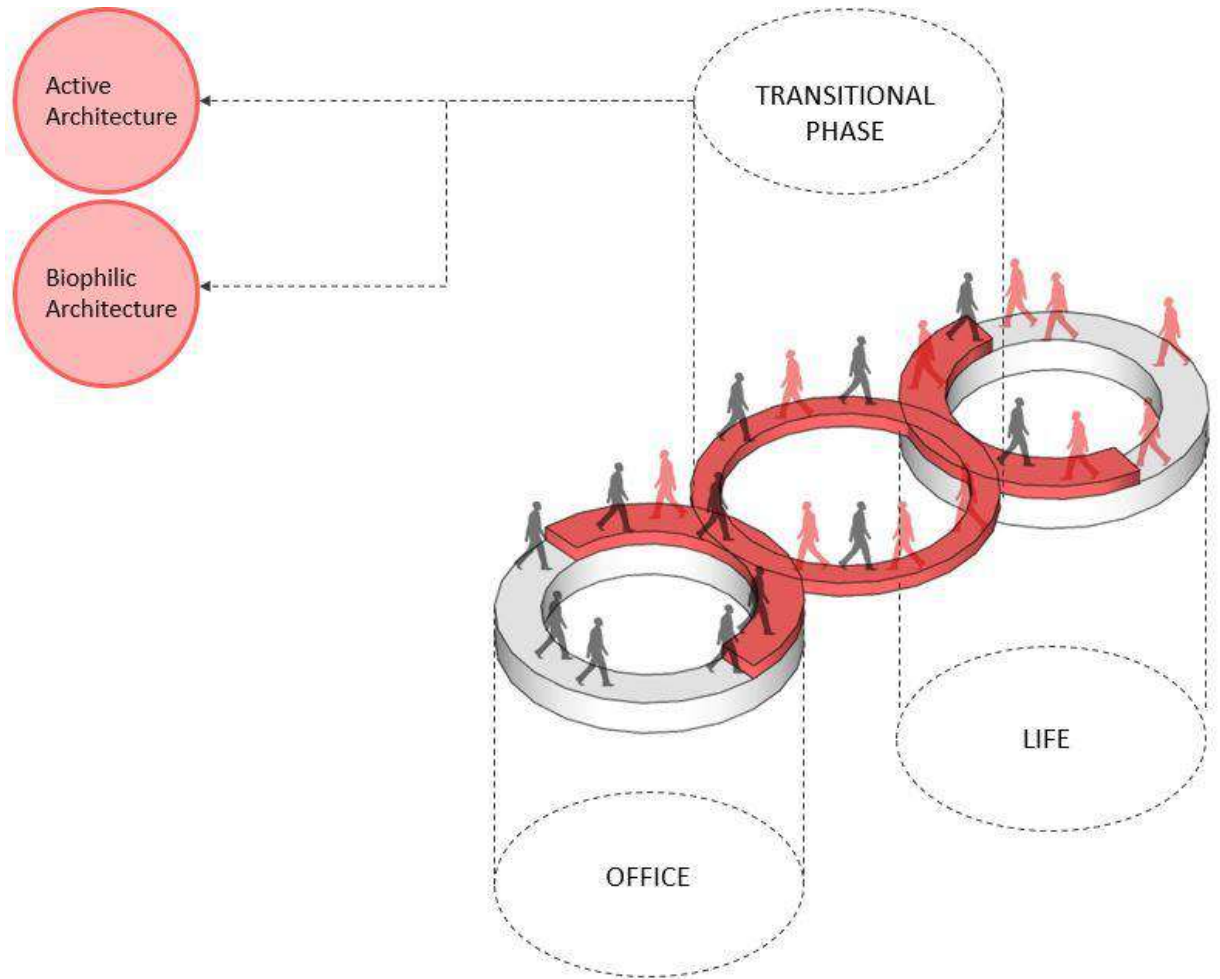 Active
Architecture
TRANSITIONAL
PHASE
Biophilic
Architecture
LIFE
OFFICE